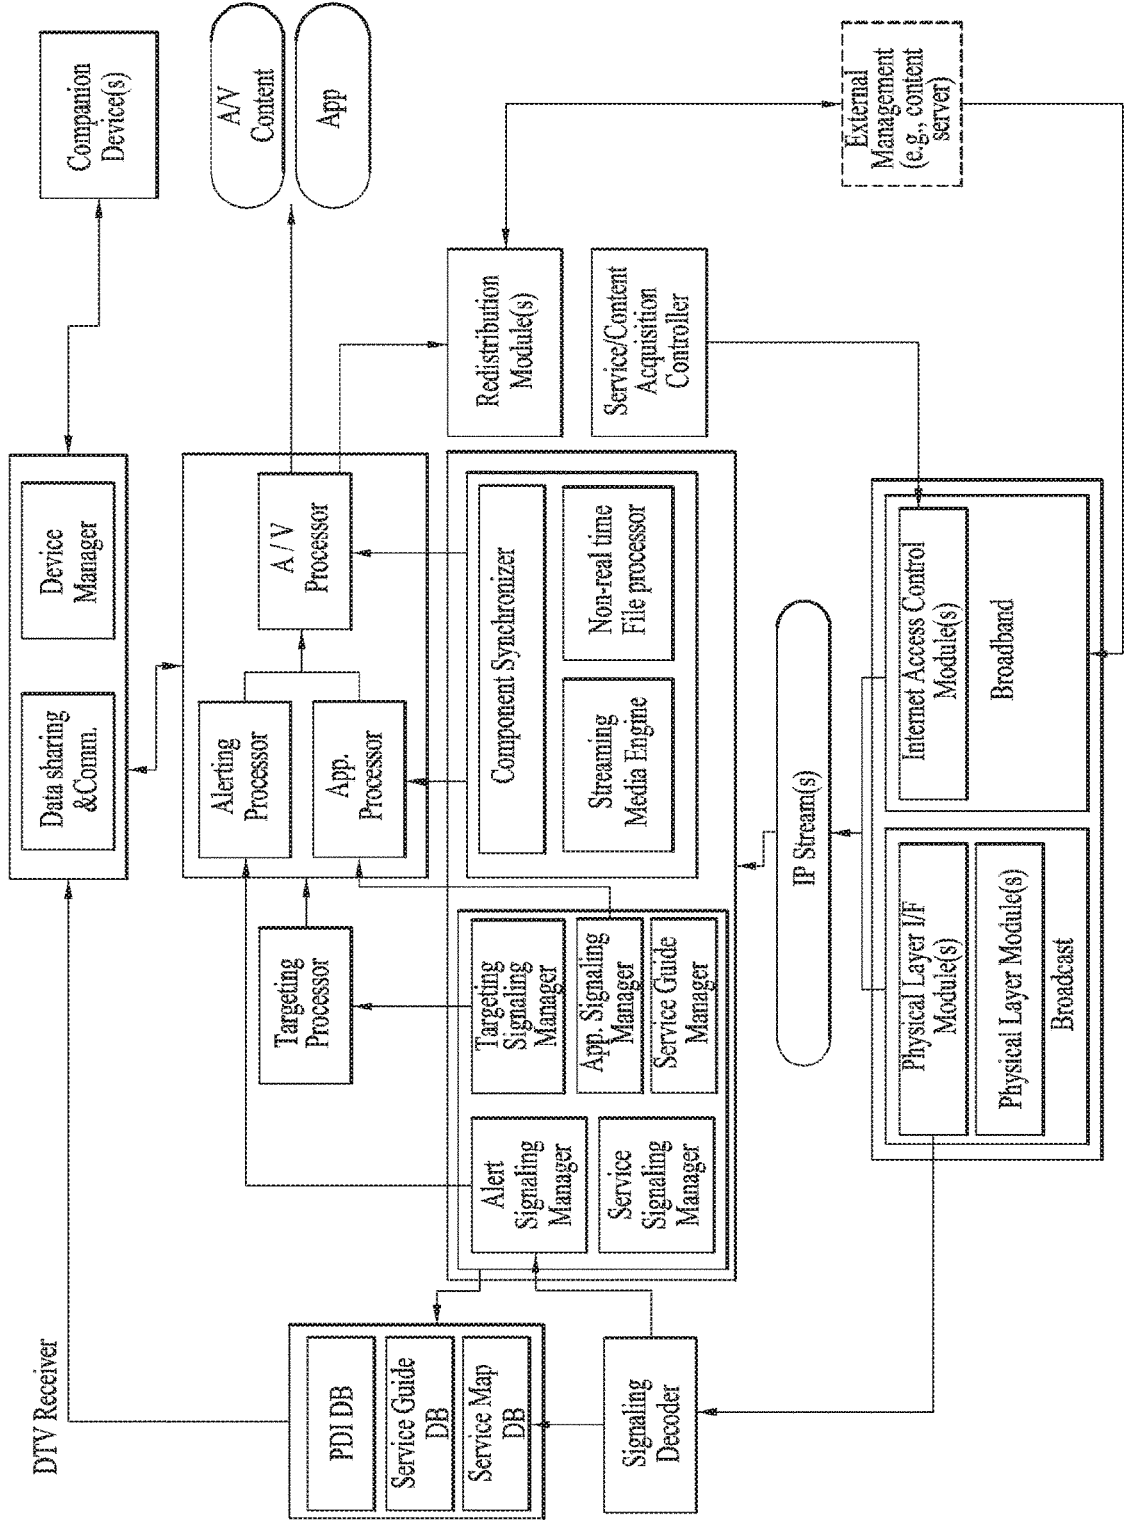 DTV Receiver
Data sharing
&Comm.
Device
Manager
Companion
Device(s)
A/V
Content
App
Targeting
Processor
Alerting
Processor
App.
Processor
A / V
Processor
PDI DB
Service Guide
DB
Service Map
DB
Alert
Signaling
Manager
Service
Signaling
Manager
Targeting
Signaling
Manager
App. Signaling
Manager
Service Guide
Manager
Component Synchronizer
Streaming
Media Engine
Non-real time
File processor
Redistribution
Module(s)
Service/Content
Acquisition
Controller
Signaling
Decoder
IP Stream(s)
External
Management
(e.g., content
server)
Physical Layer I/F
Module(s)
Physical Layer Module(s)
Broadcast
Internet Access Control
Module(s)
Broadband